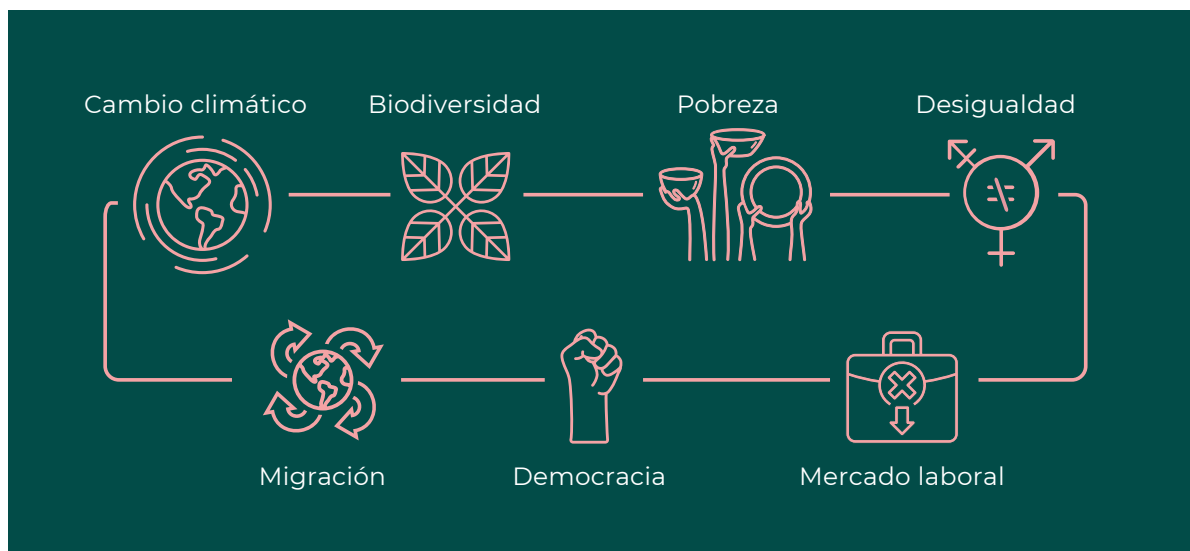 Cambio climático
Biodiversidad
Pobreza
Desigualdad
Migración
Democracia
Mercado laboral